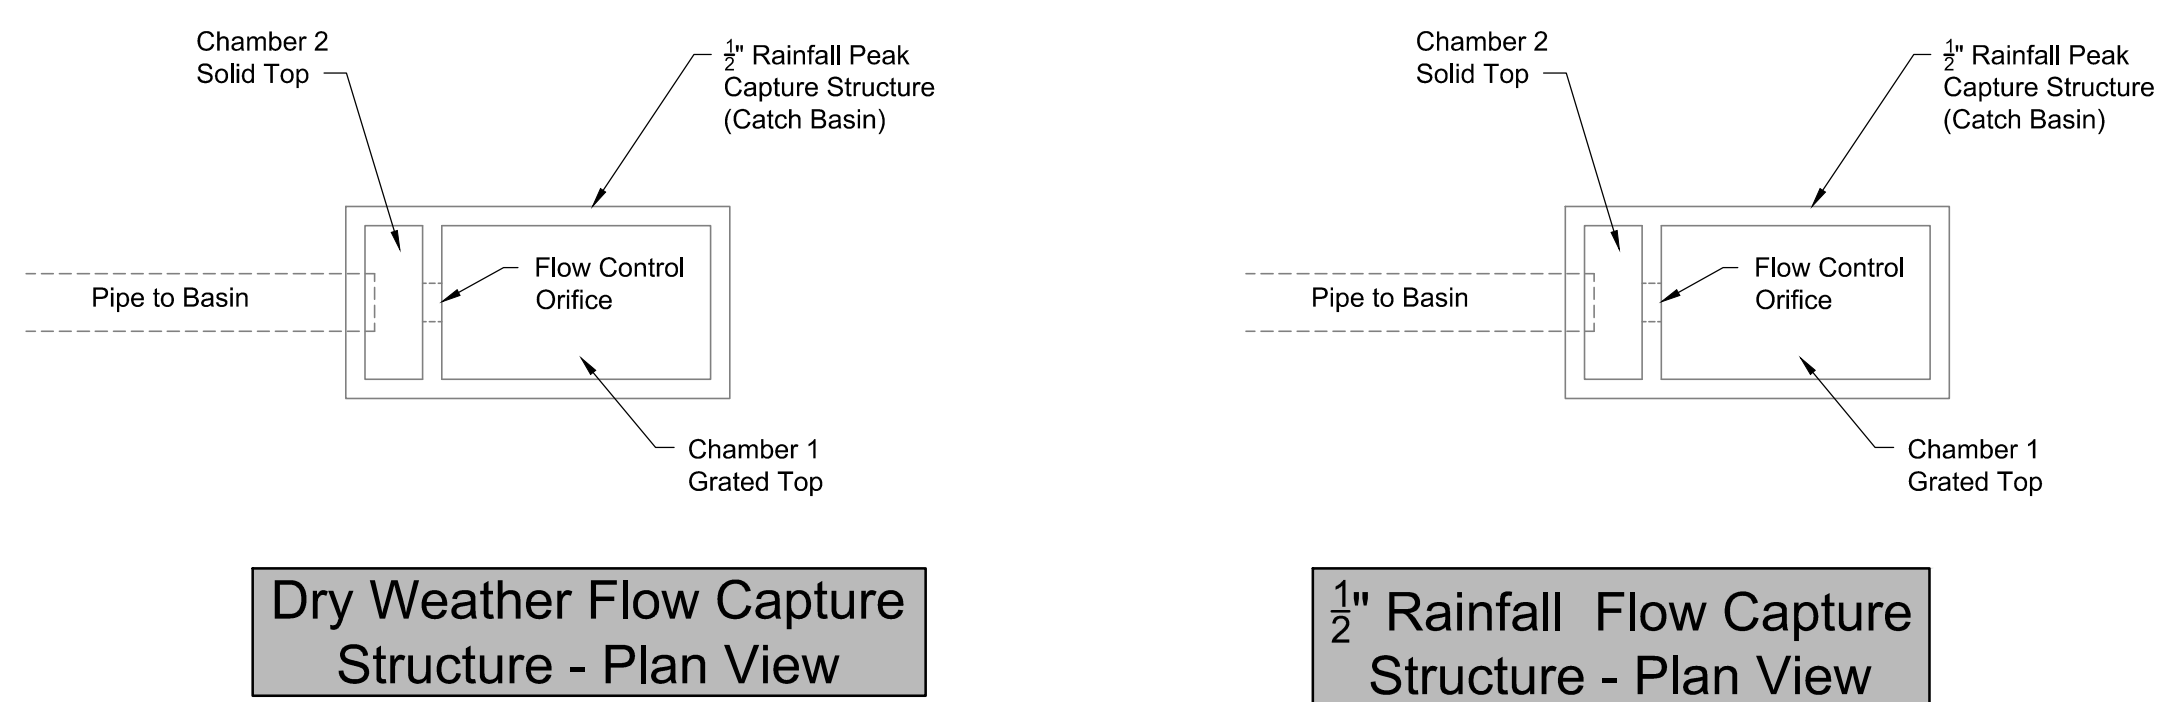 Chamber 2
Solid Top
½" Rainfall Peak
Capture Structure
(Catch Basin)
Flow Control
Orifice
Pipe to Basin
Chamber 1
Grated Top
Dry Weather Flow Capture
Structure - Plan View
Chamber 2
Solid Top
½" Rainfall Peak
Capture Structure
(Catch Basin)
Flow Control
Orifice
Pipe to Basin
Chamber 1
Grated Top
½" Rainfall Flow Capture
Structure - Plan View